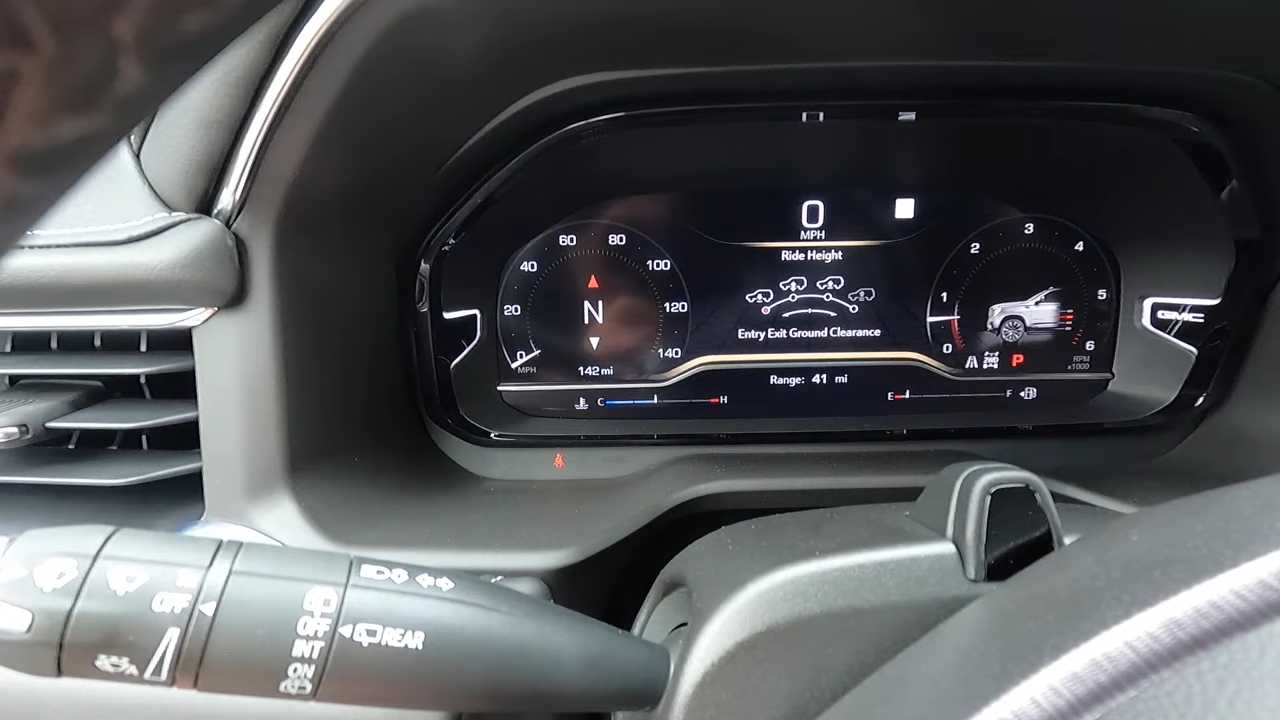 0
MPH
Ride Height
Entry Exit Ground Clearance
0
20
40
60
80
100
120
140
MPH
N
142 mi
0
1
2
3
4
5
6
RPM
x1000
2WD
P
Range: 41 mi
C
H
E
F
GMC
OFF
OFF
INT
ON
REAR